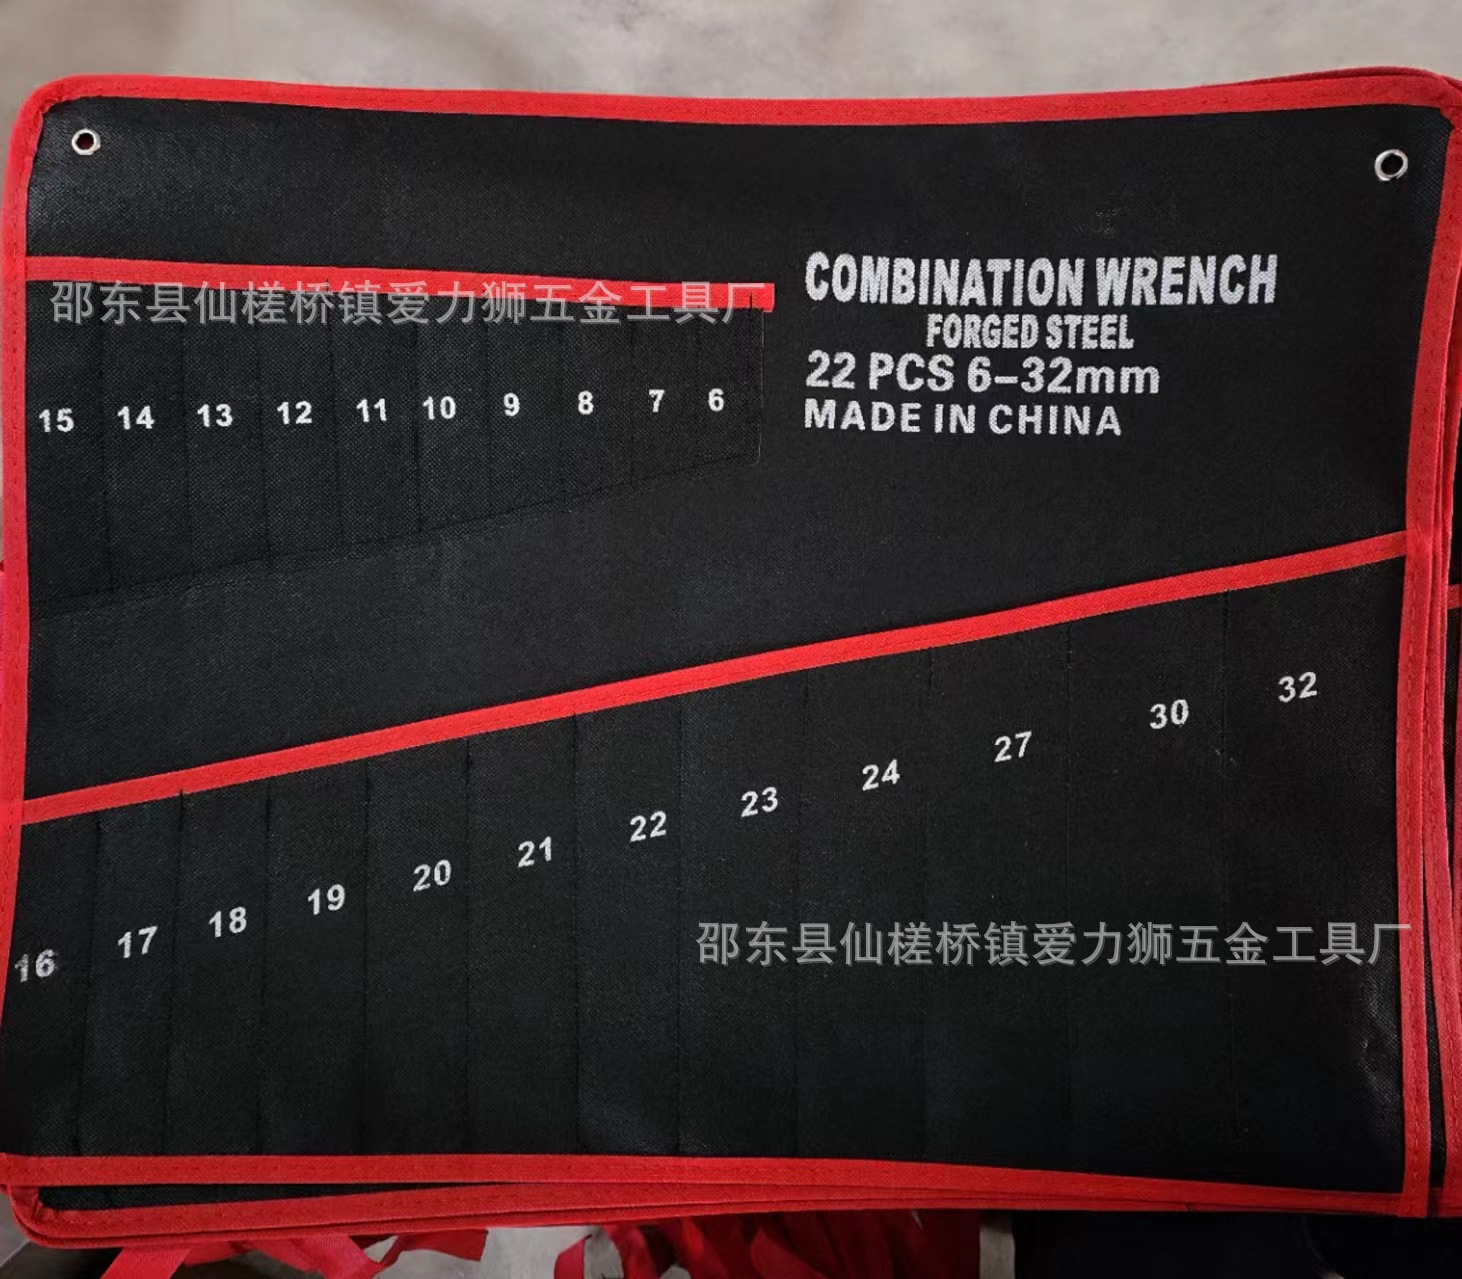 邵东县仙槎桥镇爱力狮五金工具厂
COMBINATION WRENCH
FORGED STEEL
22 PCS 6-32mm
MADE IN CHINA
15 14 13 12 11 10 9 8 7 6
16 17 18 19 20 21 22 23 24 27 30 32
邵东县仙槎桥镇爱力狮五金工具厂